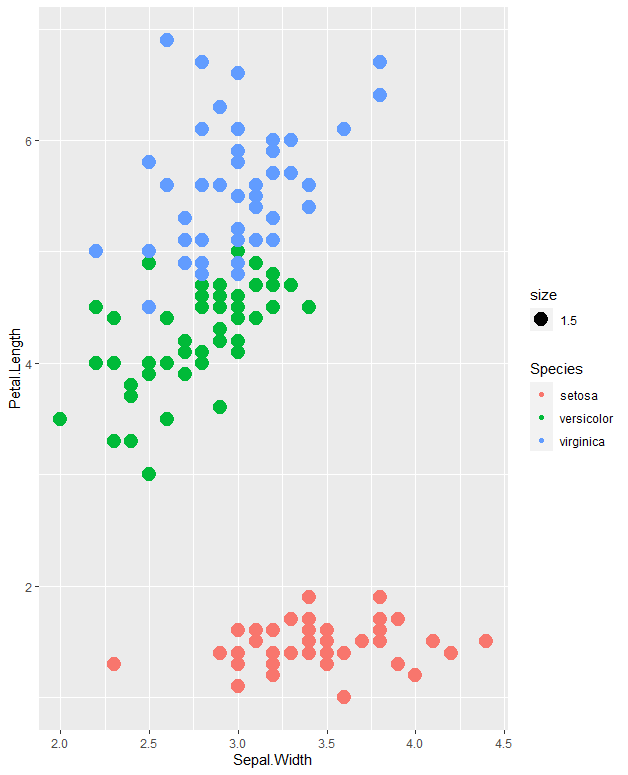 6
4
2
Petal.Length
2.0 2.5 3.0 3.5 4.0 4.5
Sepal.Width
size
1.5
Species
setosa
versicolor
virginica